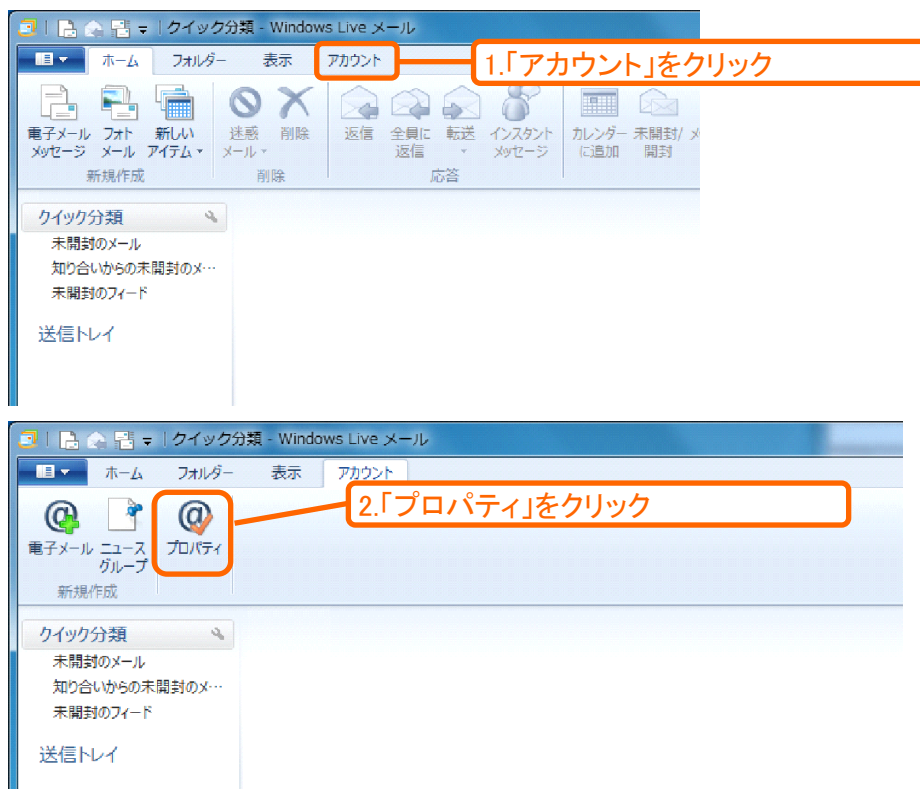 クイック分類 - Windows Live メール
ホーム フォルダー 表示 アカウント
1.「アカウント」をクリック
電子メール メッセージ
フォト メール
新しい アイテム
迷惑 メール
削除
返信
全員に 返信
転送
インスタント メッセージ
カレンダー に追加
未開封/ 開封
新規作成
削除
応答
クイック分類
未開封のメール
知り合いからの未開封のメ…
未開封のフィード
送信トレイ
クイック分類 - Windows Live メール
ホーム フォルダー 表示 アカウント
2.「プロパティ」をクリック
電子メール
ニュース グループ
プロパティ
新規作成
クイック分類
未開封のメール
知り合いからの未開封のメ…
未開封のフィード
送信トレイ